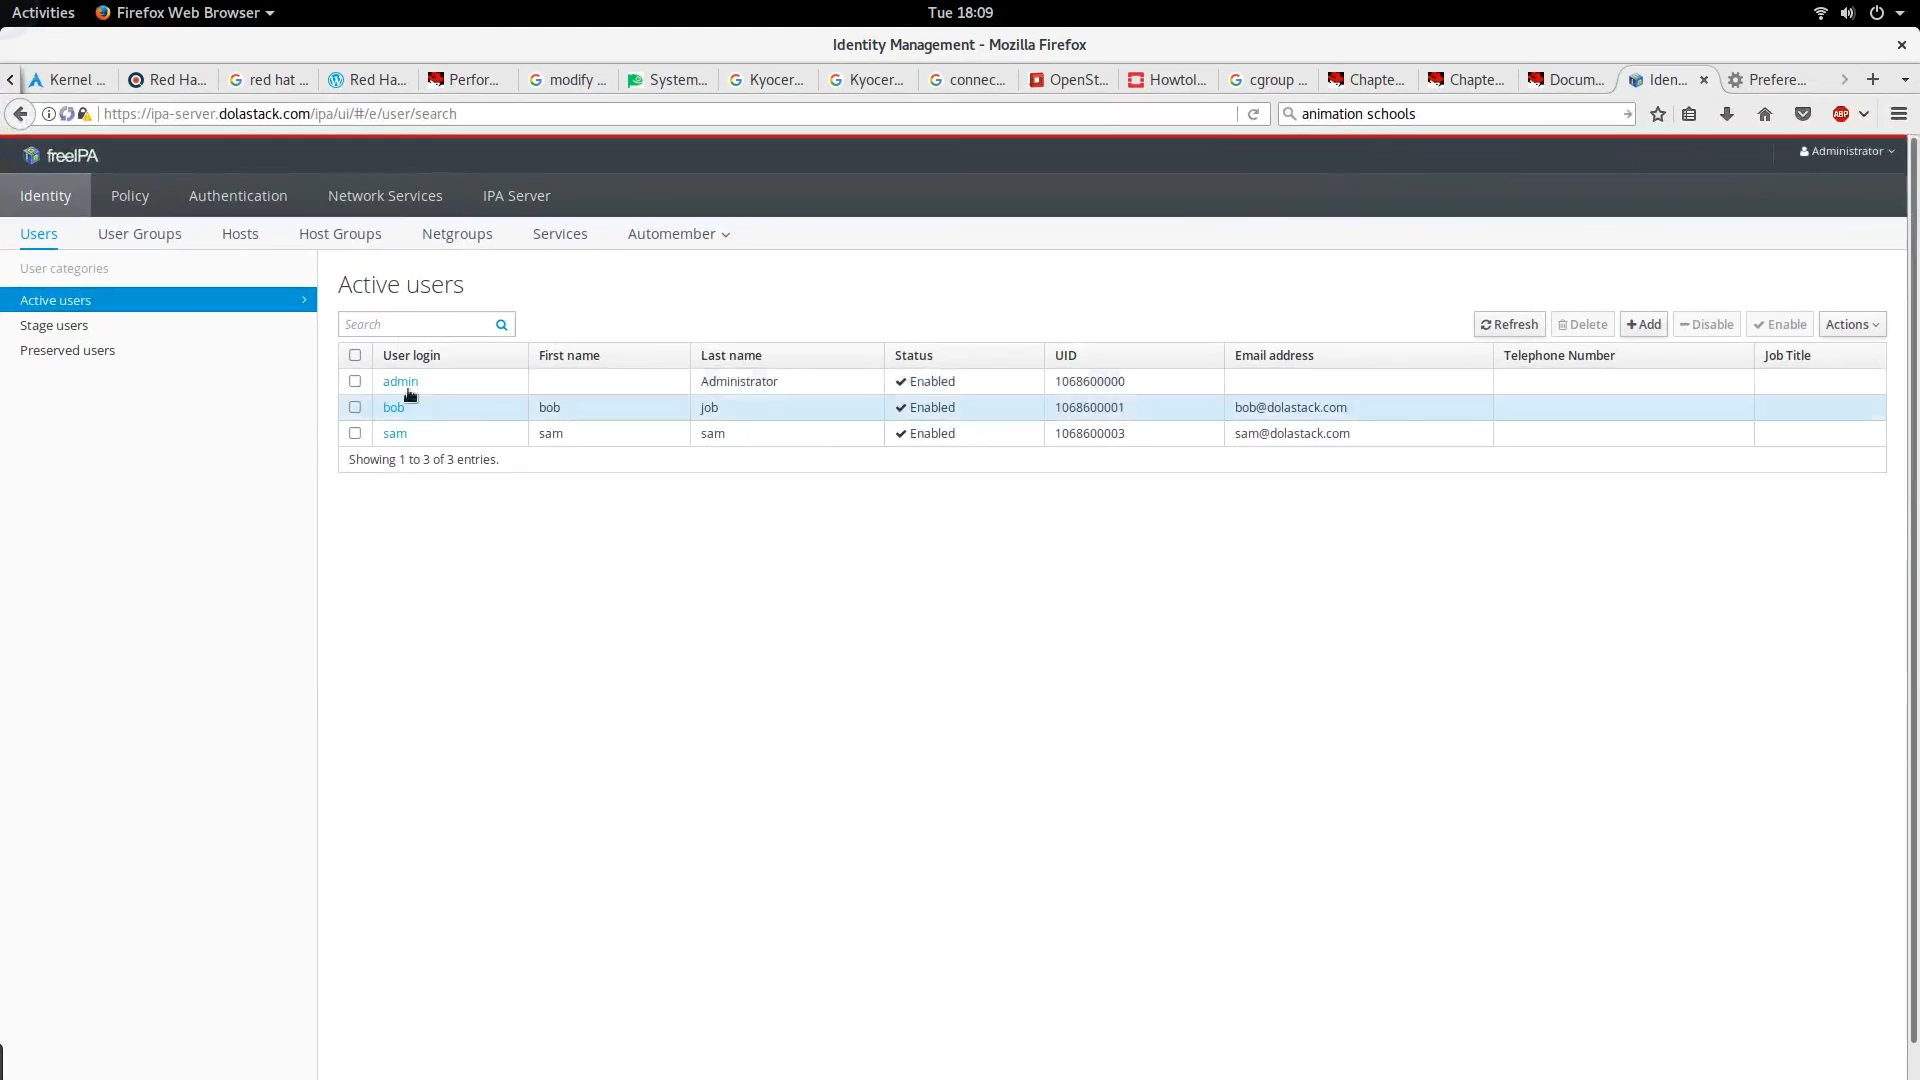 Activities Firefox Web Browser Tue 18:09
Identity Management - Mozilla Firefox
Kernel ... Red Ha... red hat ... Red Ha... Perfor... modify ... System... Kyocer... Kyocer... connec... OpenSt... Howtol... cgroup ... Chapte... Chapte... Docum... Iden... Prefere...
https://ipa-server.dolastack.com/ipa/ui/#/e/user/search animation schools ABP
freeIPA Administrator
Identity Policy Authentication Network Services IPA Server
Users User Groups Hosts Host Groups Netgroups Services Automember
User categories
Active users
Stage users
Preserved users
Active users
Search Refresh Delete Add Disable Enable Actions
User login First name Last name Status UID Email address Telephone Number Job Title
admin Administrator Enabled 1068600000
bob bob job Enabled 1068600001 bob@dolastack.com
sam sam sam Enabled 1068600003 sam@dolastack.com
Showing 1 to 3 of 3 entries.